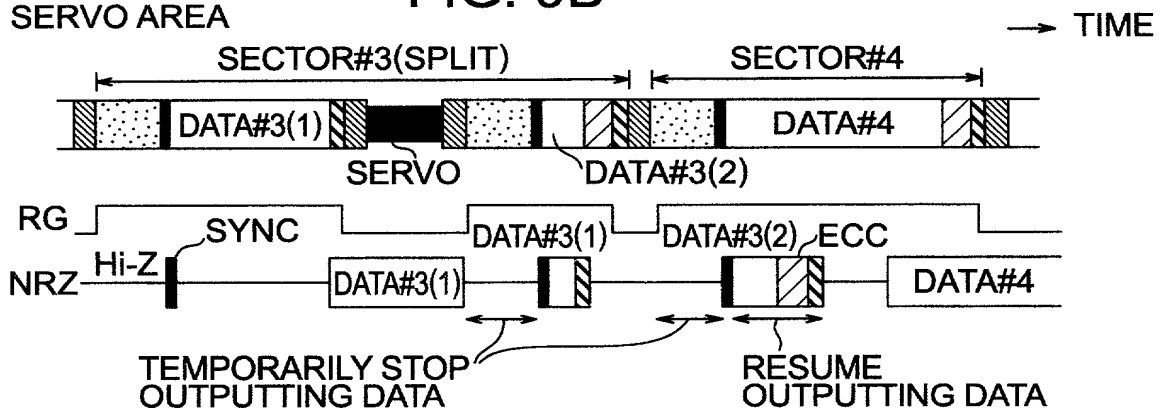 SERVO AREA
TIME
SECTOR#3(SPLIT)
SECTOR#4
DATA#3(1)
DATA#4
SERVO
DATA#3(2)
RG
SYNC
DATA#3(1)
DATA#3(2)
ECC
NRZ
Hi-Z
DATA#3(1)
DATA#4
TEMPORARILY STOP
OUTPUTTING DATA
RESUME
OUTPUTTING DATA